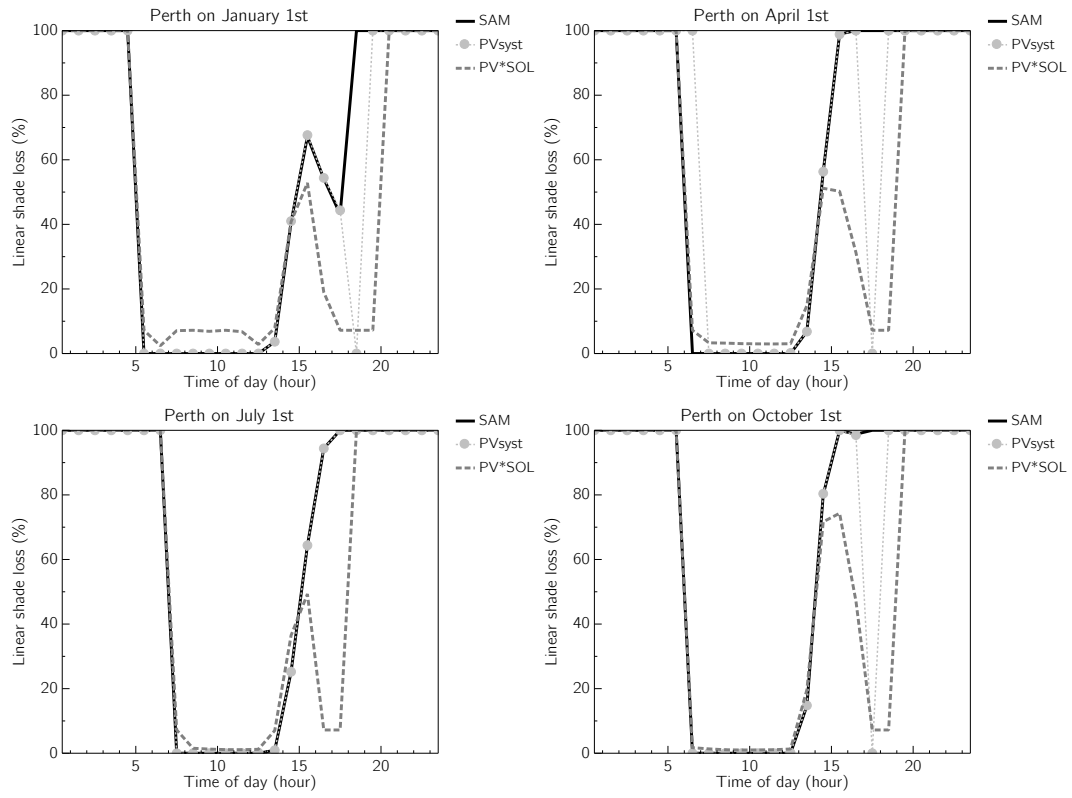 Perth on January 1st
SAM
PVsyst
PV*SOL
Linear shade loss (%)
100
80
60
40
20
0
5
10
15
20
Time of day (hour)
Perth on April 1st
SAM
PVsyst
PV*SOL
Linear shade loss (%)
100
80
60
40
20
0
5
10
15
20
Time of day (hour)
Perth on July 1st
SAM
PVsyst
PV*SOL
Linear shade loss (%)
100
80
60
40
20
0
5
10
15
20
Time of day (hour)
Perth on October 1st
SAM
PVsyst
PV*SOL
Linear shade loss (%)
100
80
60
40
20
0
5
10
15
20
Time of day (hour)